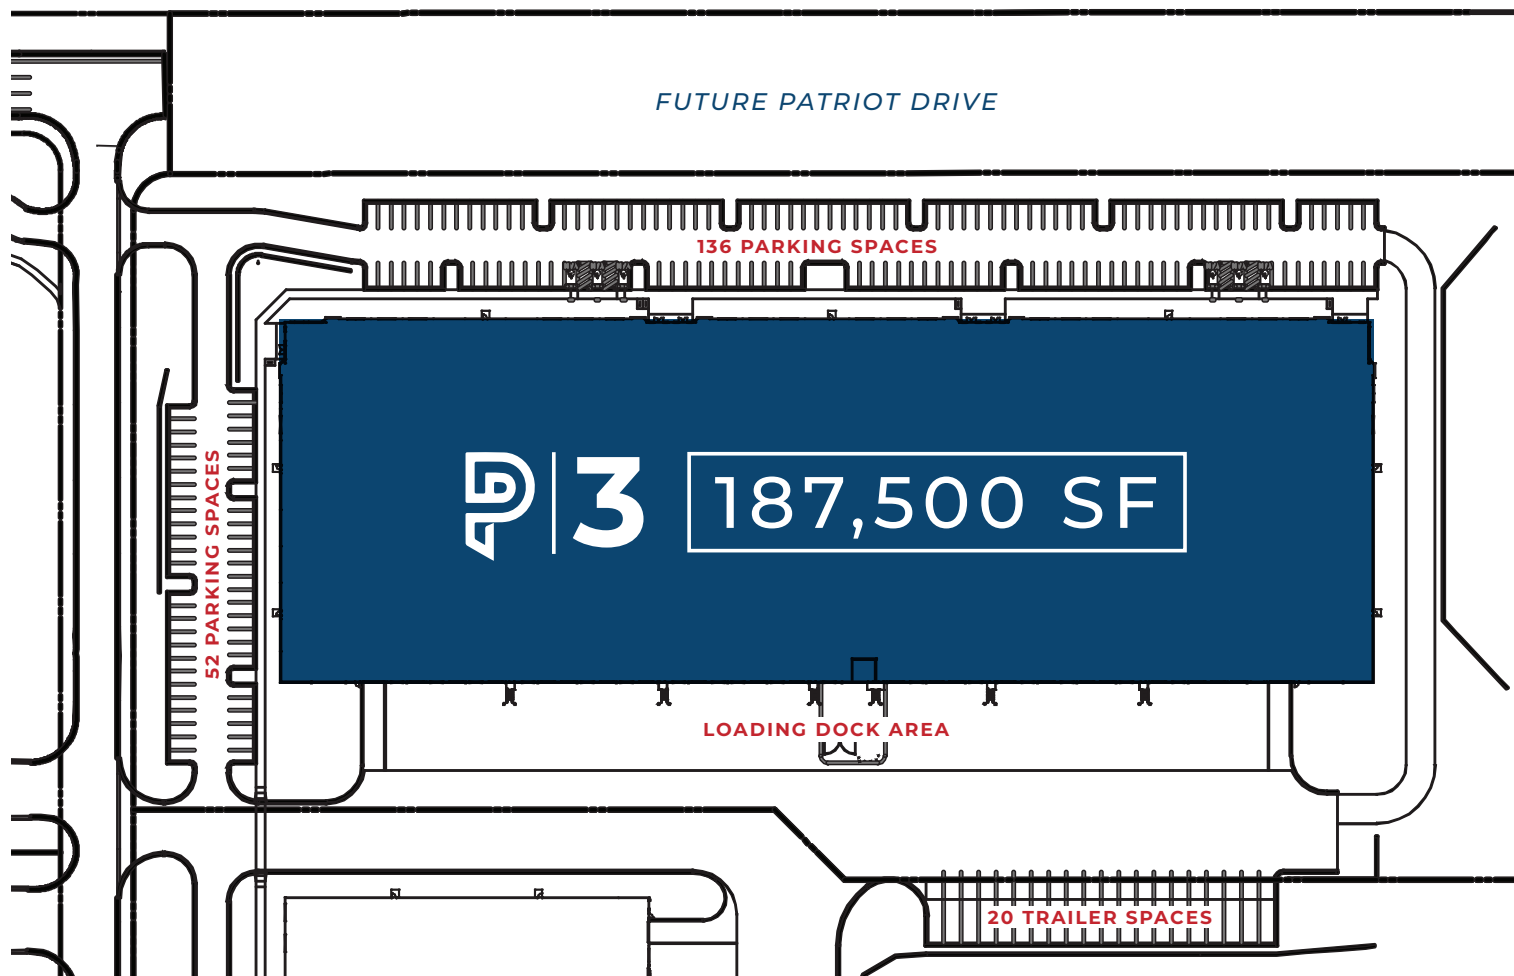 FUTURE PATRIOT DRIVE
136 PARKING SPACES
52 PARKING SPACES
P 3 187,500 SF
LOADING DOCK AREA
20 TRAILER SPACES